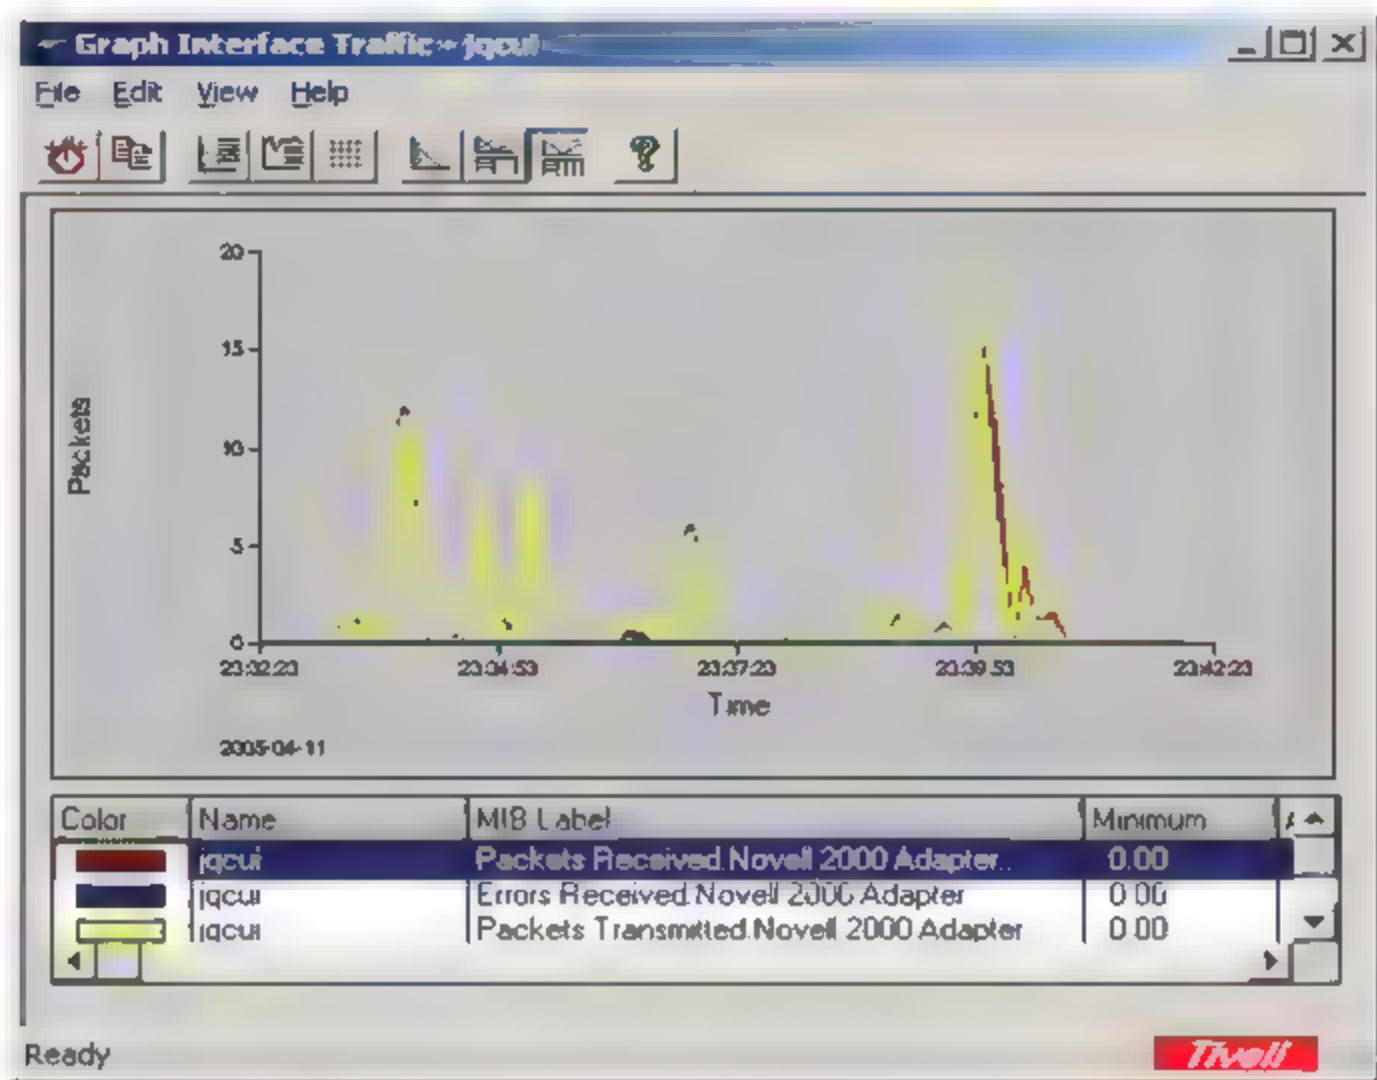 Graph Interface Traffic - jqcui
File Edit View Help
20
15
10
5
0
Packets
23:32:23 23:34:53 23:37:23 23:39:53 23:42:23
Time
2005-04-11
Color Name MIB Label Minimum
jqcui Packets Received.Novell 2000 Adapter.. 0.00
jqcui Errors Received.Novell 2000 Adapter 0.00
jqcui Packets Transmitted.Novell 2000 Adapter 0.00
Ready
Tivoli